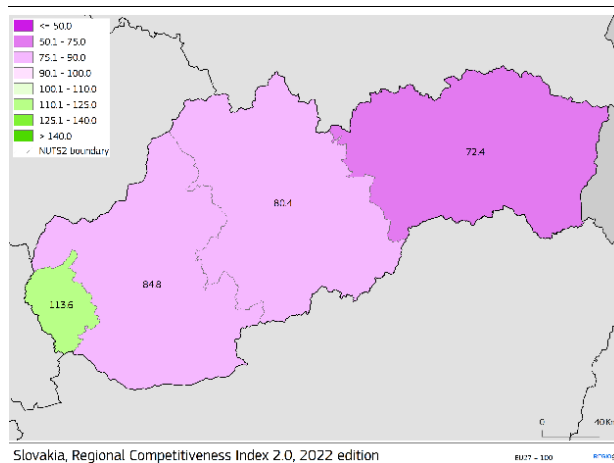 <= 50.0
50.1 - 75.0
75.1 - 90.0
90.1 - 100.0
100.1 - 110.0
110.1 - 125.0
125.1 - 140.0
> 140.0
NUTS2 boundary
72.4
80.4
84.8
113.6
0 40 Km
Slovakia, Regional Competitiveness Index 2.0, 2022 edition
EU27 = 100